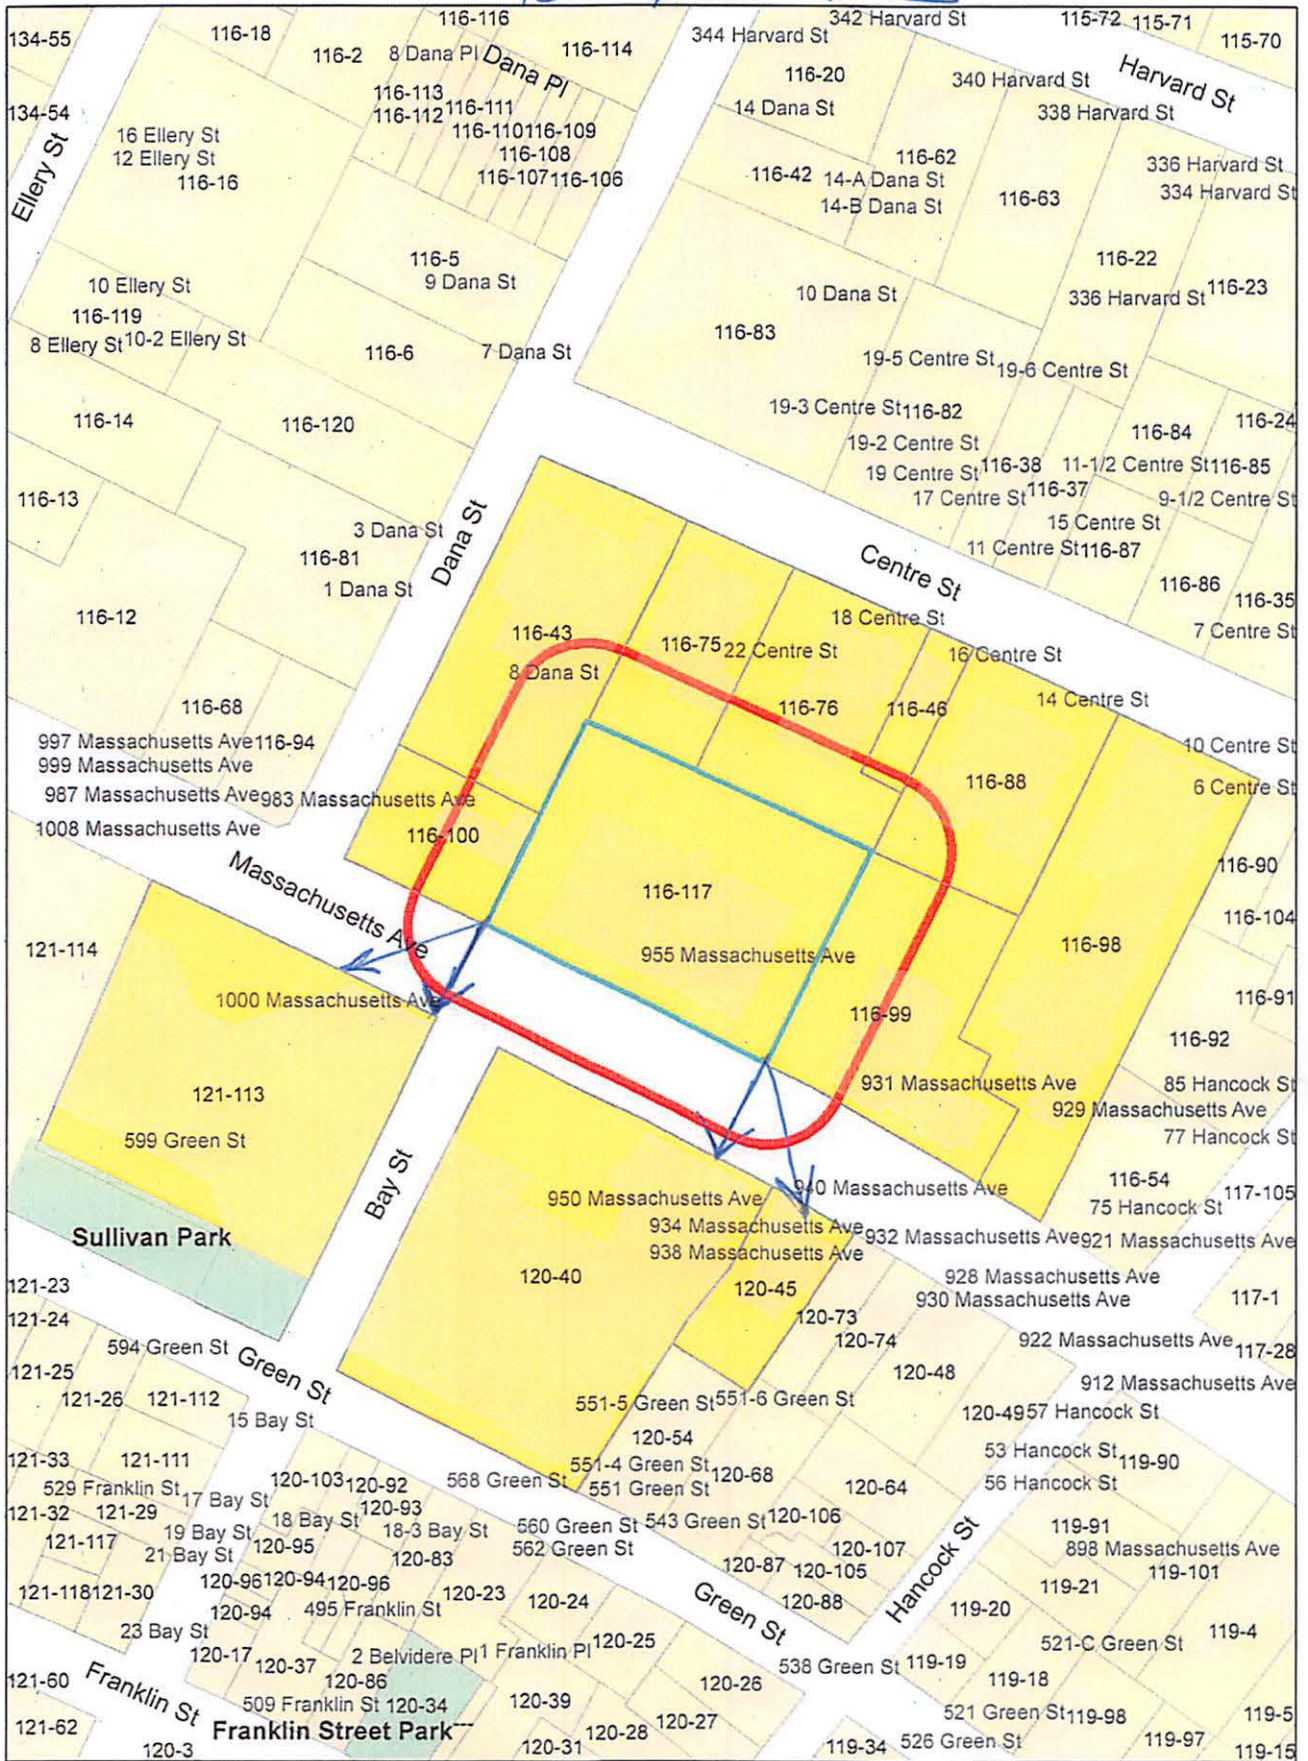 116-116
342 Harvard St
115-72
115-71
134-55
116-18
344 Harvard St
115-70
116-2
8 Dana Pl
Dana Pl
116-114
116-20
340 Harvard St
Harvard St
116-113
134-54
116-112
116-111
14 Dana St
338 Harvard St
16 Ellery St
116-110
116-109
12 Ellery St
116-108
116-62
336 Harvard St
Ellery St
116-16
116-107
116-106
116-42
14-A Dana St
116-63
334 Harvard St
14-B Dana St
116-5
116-22
9 Dana St
10 Ellery St
10 Dana St
336 Harvard St
116-23
116-119
116-83
8 Ellery St
10-2 Ellery St
116-6
7 Dana St
19-5 Centre St
19-6 Centre St
19-3 Centre St
116-82
116-14
116-120
116-24
19-2 Centre St
116-84
19 Centre St
116-38
11-1/2 Centre St
116-85
116-13
17 Centre St
116-37
9-1/2 Centre St
3 Dana St
Dana St
15 Centre St
116-81
11 Centre St
116-87
1 Dana St
Centre St
116-86
116-35
116-12
18 Centre St
7 Centre St
116-43
116-75
22 Centre St
16 Centre St
8 Dana St
116-68
116-76
116-46
14 Centre St
997 Massachusetts Ave
116-94
10 Centre St
999 Massachusetts Ave
116-88
6 Centre St
987 Massachusetts Ave
983 Massachusetts Ave
1008 Massachusetts Ave
116-100
Massachusetts Ave
116-90
116-117
116-104
121-114
955 Massachusetts Ave
116-98
1000 Massachusetts Ave
116-91
116-99
116-92
121-113
931 Massachusetts Ave
85 Hancock St
929 Massachusetts Ave
599 Green St
77 Hancock St
Bay St
116-54
950 Massachusetts Ave
940 Massachusetts Ave
117-105
75 Hancock St
Sullivan Park
934 Massachusetts Ave
932 Massachusetts Ave
921 Massachusetts Ave
938 Massachusetts Ave
120-40
120-45
928 Massachusetts Ave
121-23
930 Massachusetts Ave
117-1
121-24
120-73
594 Green St
Green St
120-74
922 Massachusetts Ave
117-28
121-25
120-48
912 Massachusetts Ave
121-26
121-112
551-5 Green St
551-6 Green St
120-49
57 Hancock St
15 Bay St
120-54
53 Hancock St
121-33
121-111
551-4 Green St
119-90
529 Franklin St
120-103
120-92
568 Green St
551 Green St
120-68
120-64
56 Hancock St
17 Bay St
120-93
121-32
121-29
18 Bay St
560 Green St
543 Green St
120-106
119-91
121-117
19 Bay St
120-95
18-3 Bay St
562 Green St
120-107
898 Massachusetts Ave
21 Bay St
120-83
120-87
120-105
119-101
121-118
121-30
120-96
120-94
120-96
120-23
120-24
120-88
Hancock St
119-21
120-94
495 Franklin St
Green St
119-20
23 Bay St
120-25
521-C Green St
119-4
120-17
120-37
2 Belvidere Pl
1 Franklin Pl
538 Green St
119-19
121-60
Franklin St
120-86
120-26
119-18
509 Franklin St
120-34
120-39
521 Green St
119-98
119-5
121-62
Franklin Street Park
120-28
120-27
526 Green St
119-97
120-3
120-31
119-34
119-15